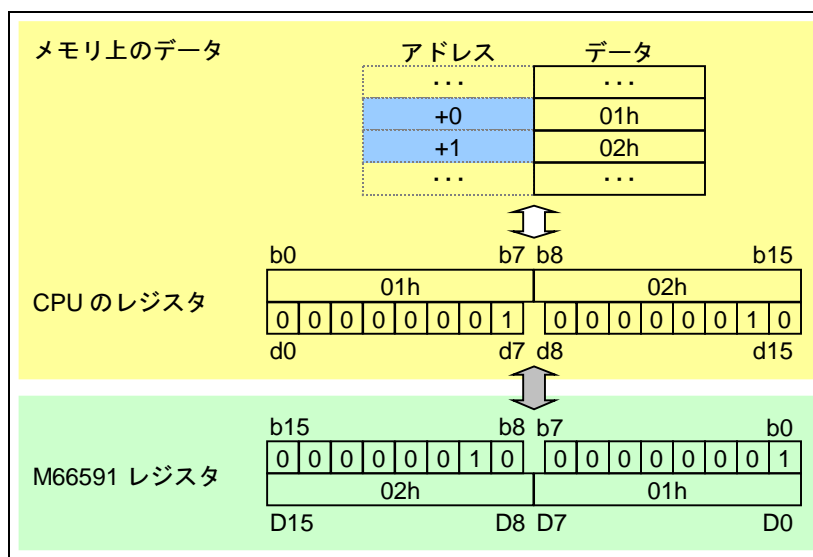 メモリ上のデータ
アドレス データ
... ...
+0 01h
+1 02h
... ...
b0 b7 b8 b15
CPU のレジスタ
01h 02h
0 0 0 0 0 0 0 1 0 0 0 0 0 0 1 0
d0 d7 d8 d15
b15 b8 b7 b0
M66591 レジスタ
0 0 0 0 0 0 1 0 0 0 0 0 0 0 0 1
02h 01h
D15 D8 D7 D0